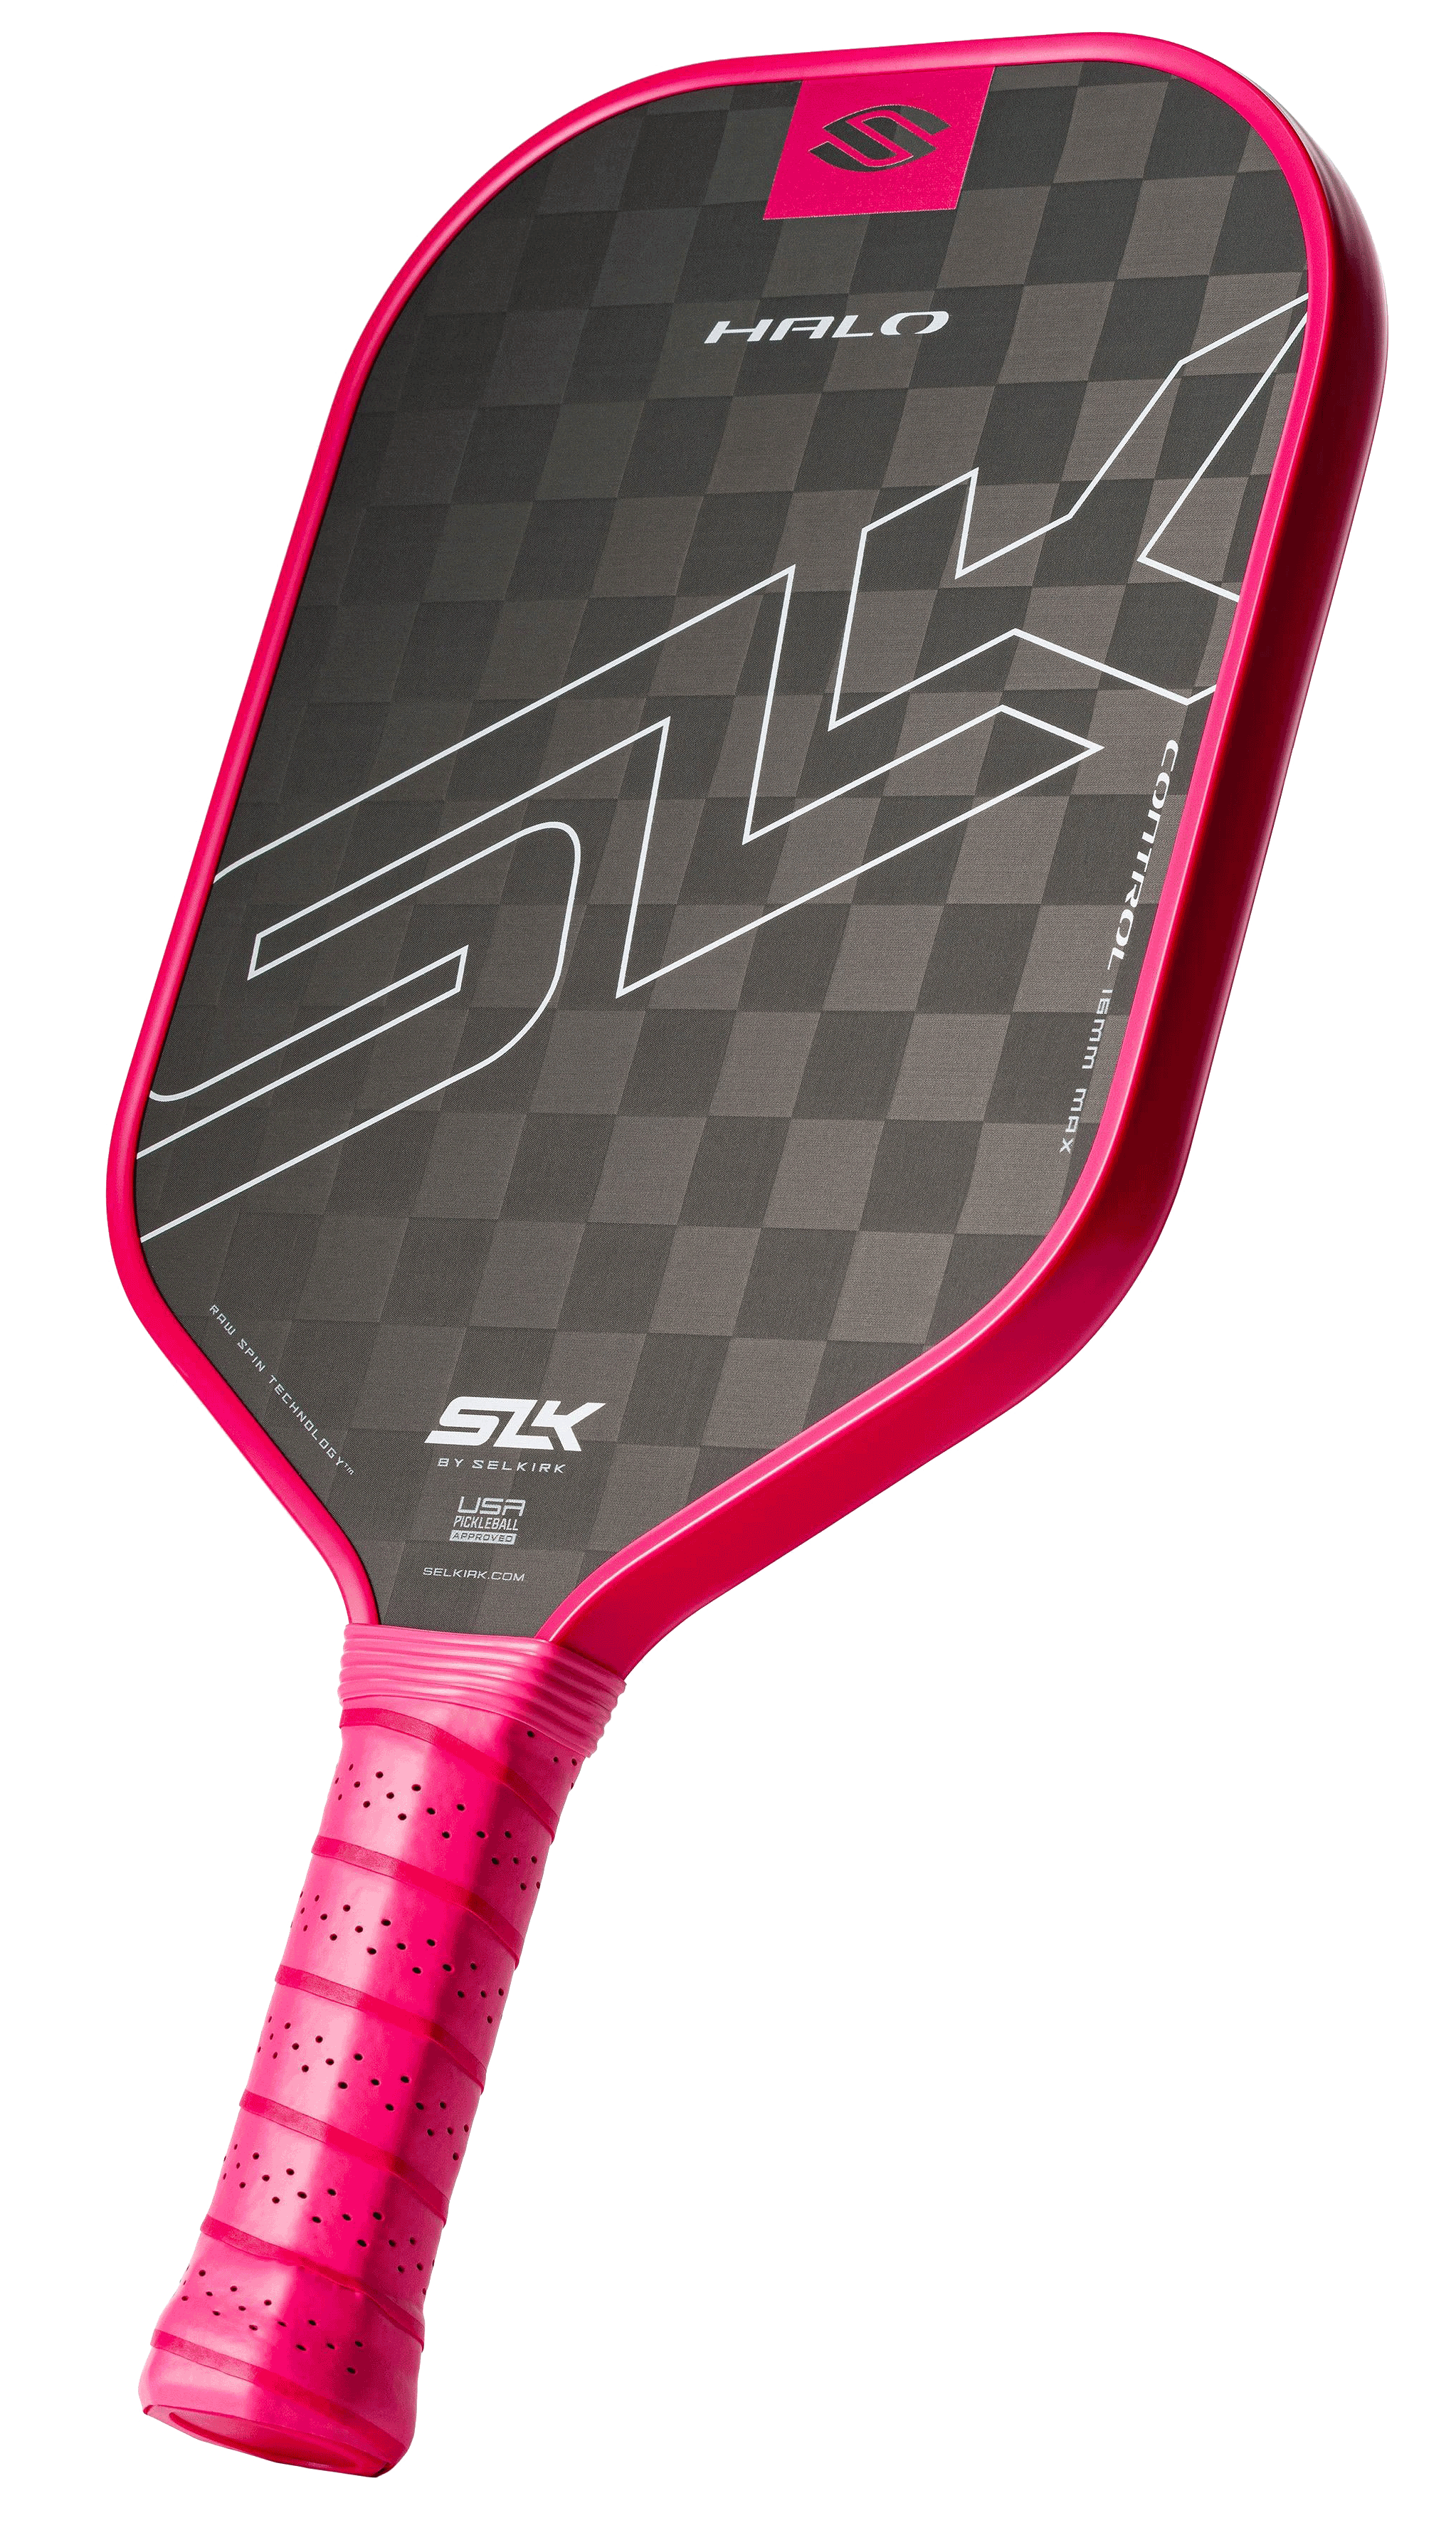 HALO
SLK
CONTROL 16mm MAX
RAW SPIN TECHNOLOGY™
SLK
BY SELKIRK
USA
PICKLEBALL
APPROVED
SELKIRK.COM